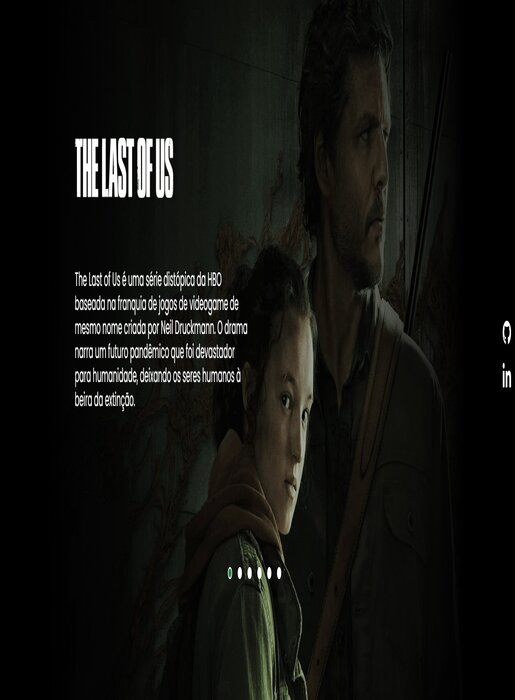 THE LAST OF US
The Last of Us é uma série distópica da HBO
baseada na franquia de jogos de videogame de
mesmo nome criada por Neil Druckmann. O drama
narra um futuro pandêmico que foi devastador
para humanidade, deixando os seres humanos à
beira da extinção.
in